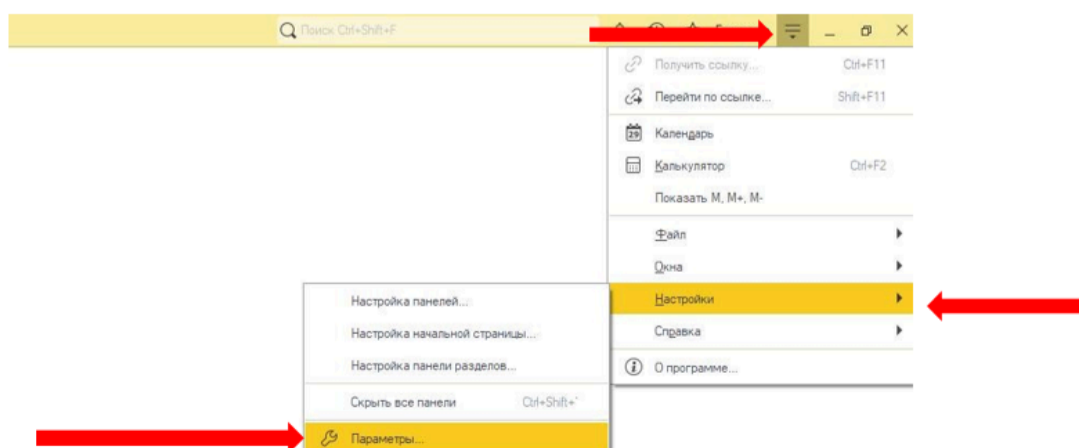 Поиск Ctrl+Shift+F
Получить ссылку... Ctrl+F11
Перейти по ссылке... Shift+F11
29 Календарь
Калькулятор Ctrl+F2
Показать M, M+, M-
Файл
Окна
Настройки
Справка
О программе...
Настройка панелей...
Настройка начальной страницы...
Настройка панели разделов...
Скрыть все панели Ctrl+Shift+`
Параметры...